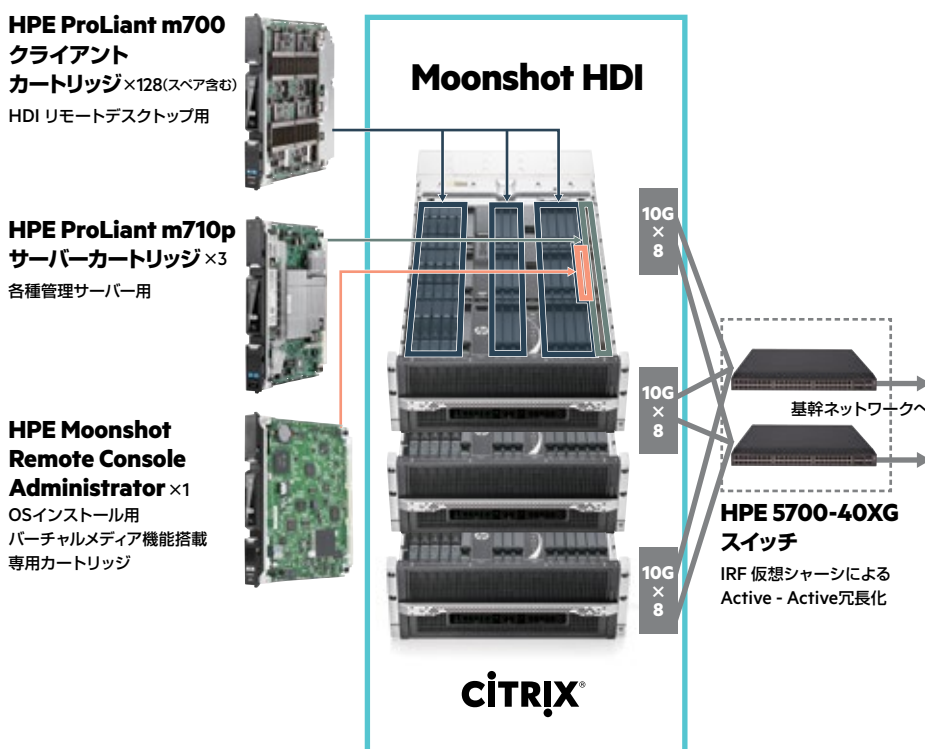 HPE ProLiant m700
クライアント
カートリッジ×128(スペア含む)
HDI リモートデスクトップ用
HPE ProLiant m710p
サーバーカートリッジ×3
各種管理サーバー用
HPE Moonshot
Remote Console
Administrator×1
OSインストール用
バーチャルメディア機能搭載
専用カートリッジ
Moonshot HDI
10G
×
8
10G
×
8
10G
×
8
CITRIX®
基幹ネットワークへ
HPE 5700-40XG
スイッチ
IRF 仮想シャーシによる
Active - Active冗長化